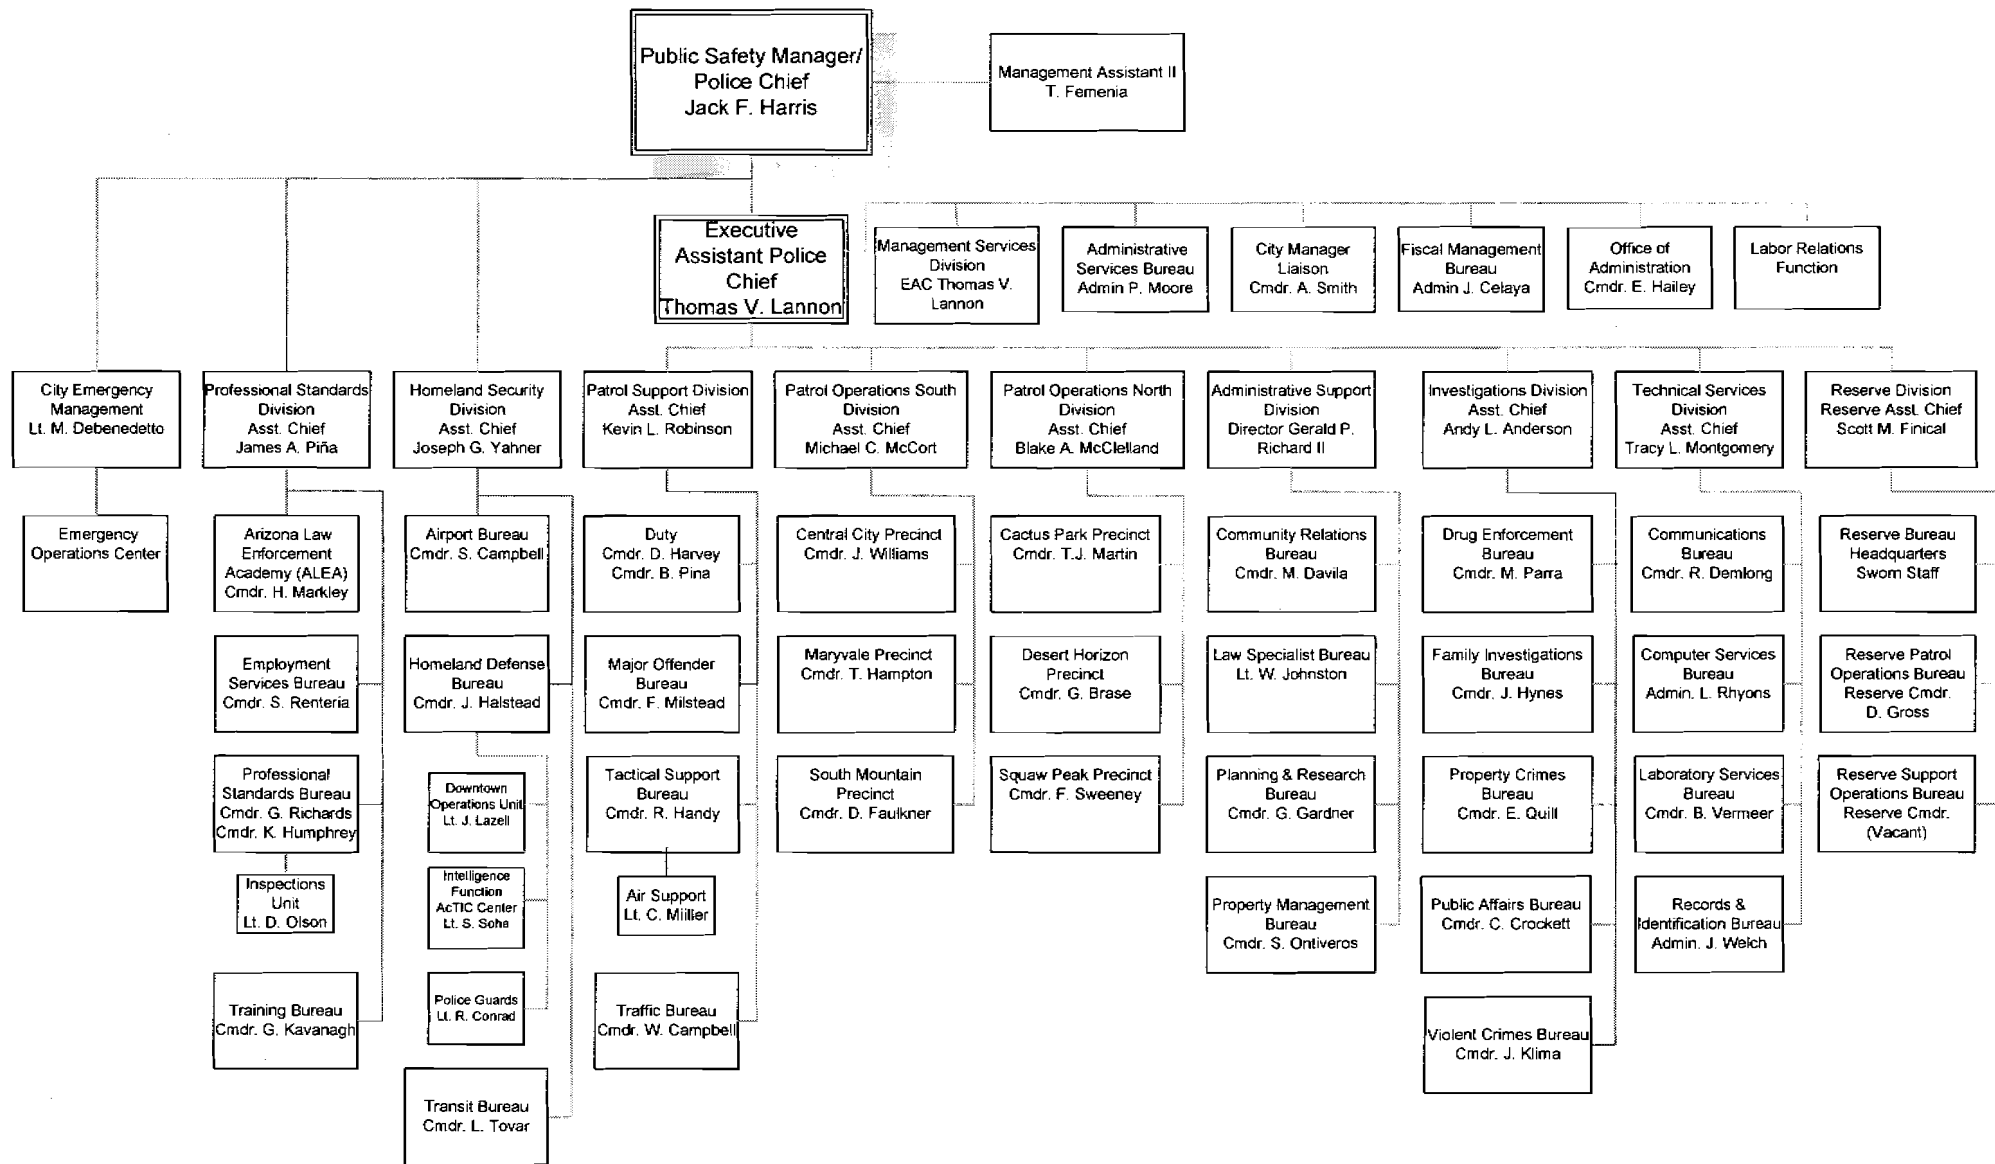 Public Safety Manager/
Police Chief
Jack F. Harris
Management Assistant II
T. Femenia
Executive
Assistant Police
Chief
Thomas V. Lannon
Management Services
Division
EAC Thomas V.
Lannon
Administrative
Services Bureau
Admin P. Moore
City Manager
Liaison
Cmdr. A. Smith
Fiscal Management
Bureau
Admin J. Celaya
Office of
Administration
Cmdr. E. Hailey
Labor Relations
Function
City Emergency
Management
Lt. M. Debenedetto
Professional Standards
Division
Asst. Chief
James A. Piña
Homeland Security
Division
Asst. Chief
Joseph G. Yahner
Patrol Support Division
Asst. Chief
Kevin L. Robinson
Patrol Operations South
Division
Asst. Chief
Michael C. McCort
Patrol Operations North
Division
Asst. Chief
Blake A. McClelland
Administrative Support
Division
Director Gerald P.
Richard II
Investigations Division
Asst. Chief
Andy L. Anderson
Technical Services
Division
Asst. Chief
Tracy L. Montgomery
Reserve Division
Reserve Asst. Chief
Scott M. Finical
Emergency
Operations Center
Arizona Law
Enforcement
Academy (ALEA)
Cmdr. H. Markley
Airport Bureau
Cmdr. S. Campbell
Duty
Cmdr. D. Harvey
Cmdr. B. Pina
Central City Precinct
Cmdr. J. Williams
Cactus Park Precinct
Cmdr. T.J. Martin
Community Relations
Bureau
Cmdr. M. Davila
Drug Enforcement
Bureau
Cmdr. M. Parra
Communications
Bureau
Cmdr. R. Demlong
Reserve Bureau
Headquarters
Sworn Staff
Employment
Services Bureau
Cmdr. S. Renteria
Homeland Defense
Bureau
Cmdr. J. Halstead
Major Offender
Bureau
Cmdr. F. Milstead
Maryvale Precinct
Cmdr. T. Hampton
Desert Horizon
Precinct
Cmdr. G. Brase
Law Specialist Bureau
Lt. W. Johnston
Family Investigations
Bureau
Cmdr. J. Hynes
Computer Services
Bureau
Admin. L. Rhyons
Reserve Patrol
Operations Bureau
Reserve Cmdr.
D. Gross
Professional
Standards Bureau
Cmdr. G. Richards
Cmdr. K. Humphrey
Downtown
Operations Unit
Lt. J. Lazell
Tactical Support
Bureau
Cmdr. R. Handy
South Mountain
Precinct
Cmdr. D. Faulkner
Squaw Peak Precinct
Cmdr. F. Sweeney
Planning & Research
Bureau
Cmdr. G. Gardner
Property Crimes
Bureau
Cmdr. E. Quill
Laboratory Services
Bureau
Cmdr. B. Vermeer
Reserve Support
Operations Bureau
Reserve Cmdr.
(Vacant)
Inspections
Unit
Lt. D. Olson
Intelligence
Function
AcTIC Center
Lt. S. Sohe
Air Support
Lt. C. Miiller
Property Management
Bureau
Cmdr. S. Ontiveros
Public Affairs Bureau
Cmdr. C. Crockett
Records &
Identification Bureau
Admin. J. Welch
Training Bureau
Cmdr. G. Kavanagh
Police Guards
Lt. R. Conrad
Traffic Bureau
Cmdr. W. Campbell
Violent Crimes Bureau
Cmdr. J. Klima
Transit Bureau
Cmdr. L. Tovar